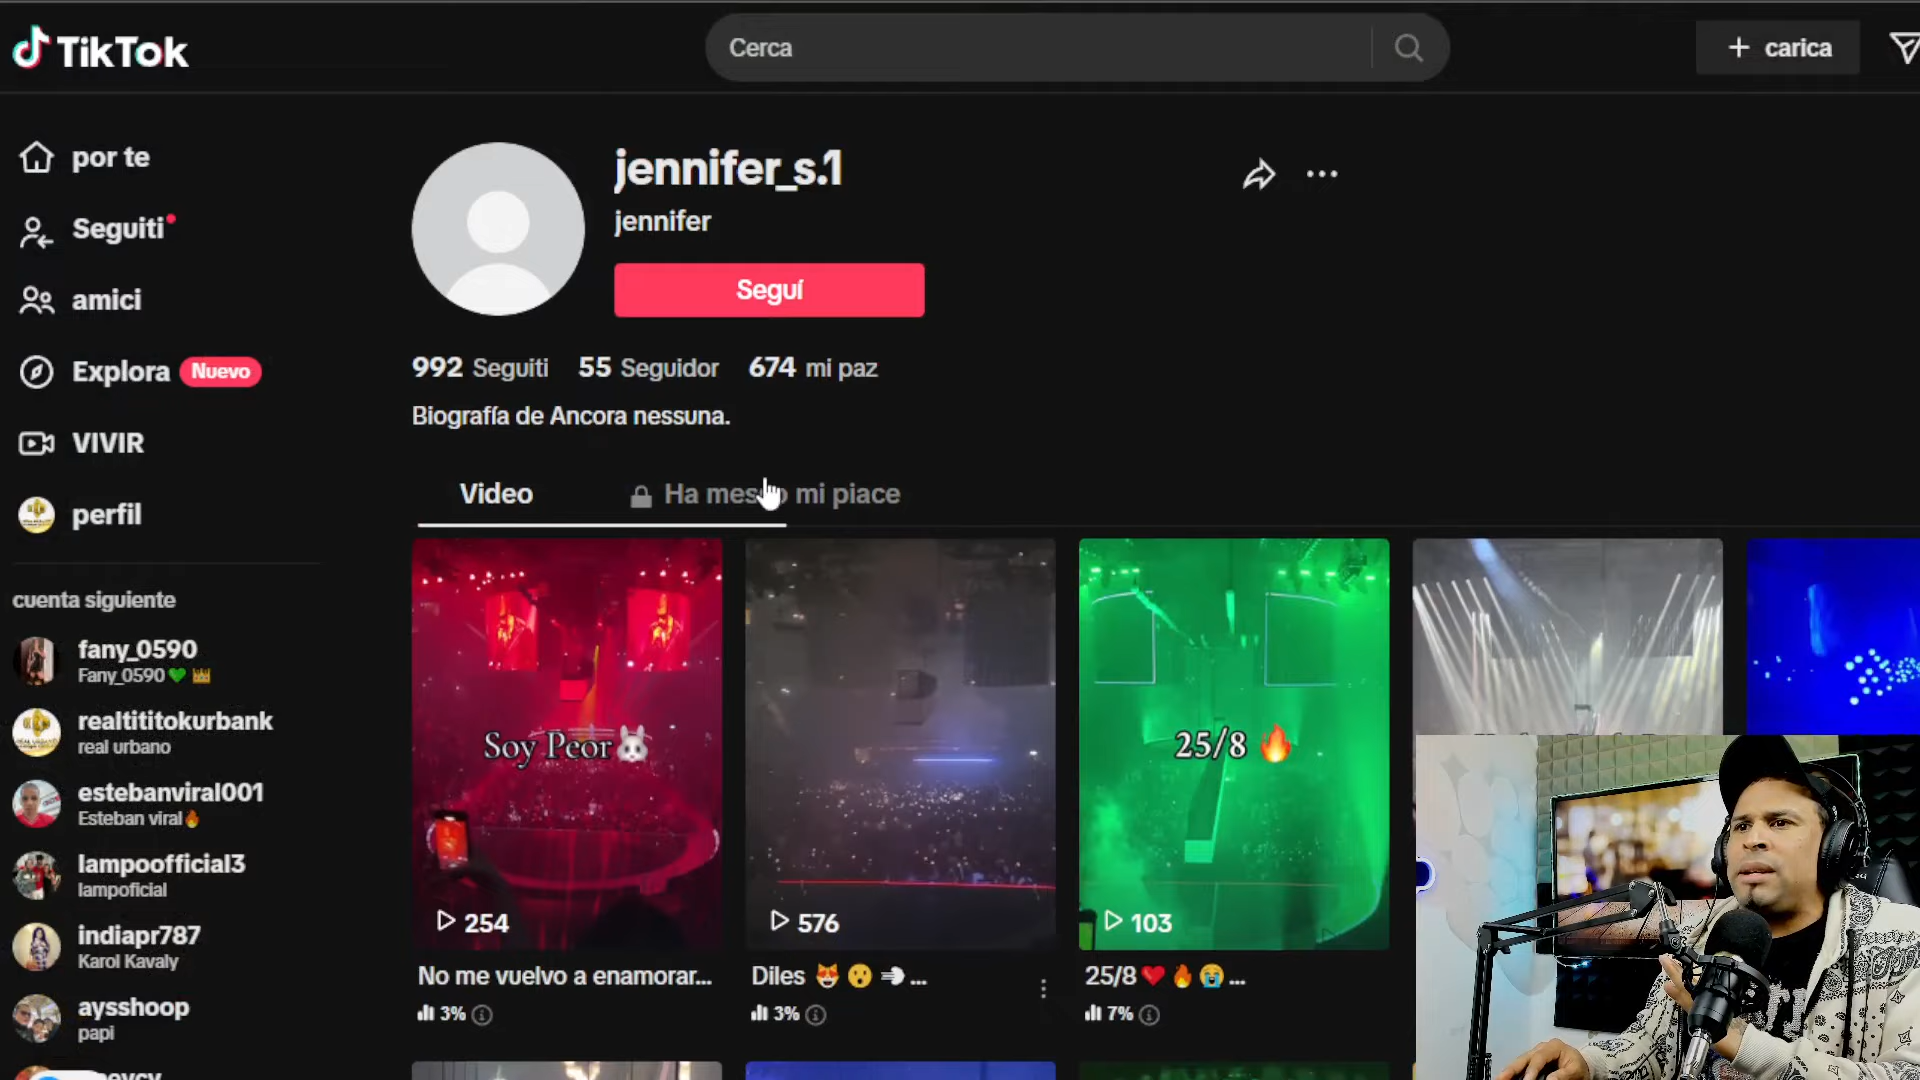 TikTok
Cerca
+ carica
por te
Seguiti
amici
Explora Nuevo
VIVIR
perfil
cuenta siguiente
fany_0590
Fany_0590💚👑
realtititokurbank
real urbano
estebanviral001
Esteban viral🔥
lampoofficial3
lampoficial
indiapr787
Karol Kavaly
aysshoop
papi
jennifer_s.1
jennifer
Seguí
992 Seguiti 55 Seguidor 674 mi paz
Biografía de Ancora nessuna.
Video
Ha messo mi piace
Soy Peor🐰
254
No me vuelvo a enamorar...
3%
576
Diles 😻 😮 💨 ...
3%
25/8 🔥
103
25/8❤️ 🔥 😭 ...
7%